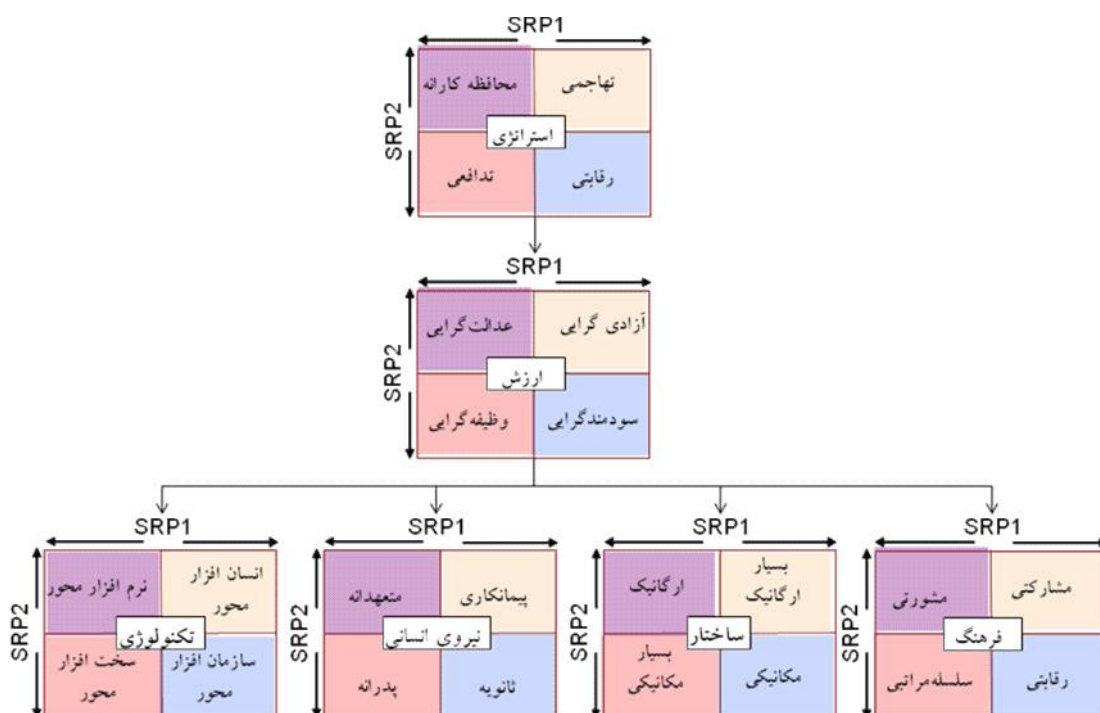 SRP1
SRP2
محافظه کارانه
تهاجمی
استراتژی
تدافعی
رقابتی
SRP1
SRP2
عدالت‌گرایی
آزادی گرایی
ارزش
وظیفه‌گرایی
سودمندگرایی
SRP1
SRP2
نرم افزار محور
انسان افزار
محور
تکنولوژی
سخت افزار
محور
سازمان افزار
محور
SRP1
SRP2
متعهدانه
پیمانکاری
نیروی انسانی
پدرانه
ثانویه
SRP1
SRP2
ارگانیک
بسیار
ارگانیک
ساختار
بسیار
مکانیکی
مکانیکی
SRP1
SRP2
مشورتی
مشارکتی
فرهنگ
سلسله‌مراتبی
رقابتی